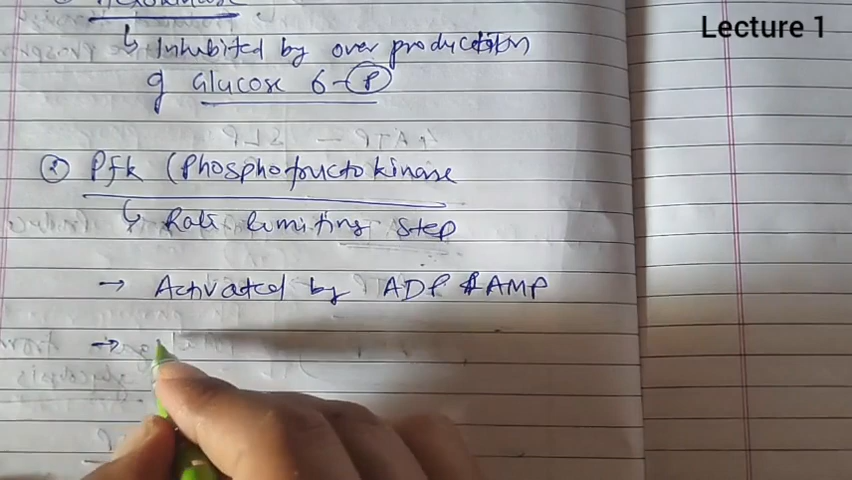 Lecture 1
Hexokinase
↳ Inhibited by over production
of Glucose 6-P
② Pfk (Phosphofructokinase
↳ Rate limiting step
→ Activated by ADP & AMP
→